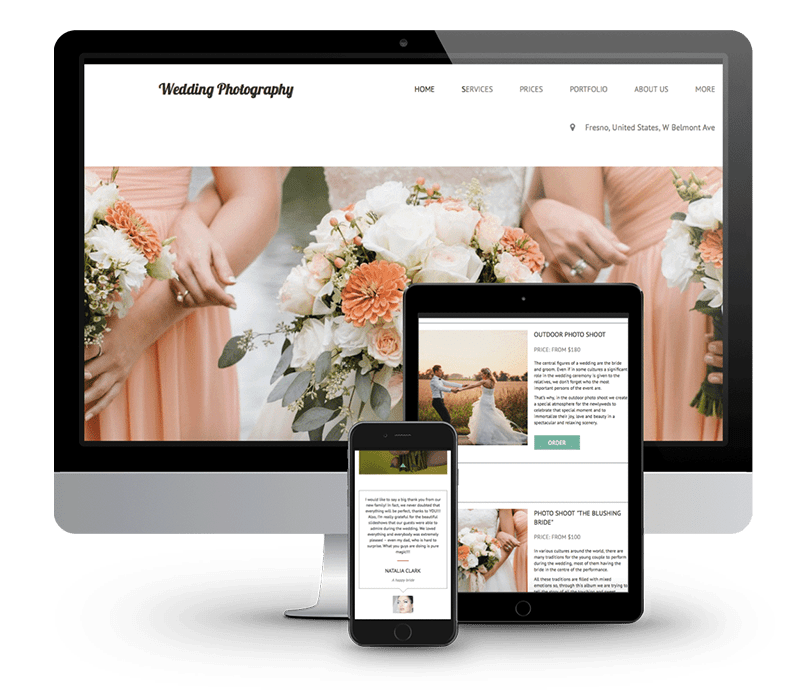 Wedding Photography
HOME SERVICES PRICES PORTFOLIO ABOUT US MORE
Fresno, United States, W Belmont Ave
OUTDOOR PHOTO SHOOT
PRICE: FROM $180
The central figures of a wedding are the bride
and groom. Even if in some cultures a significant
role in the wedding ceremony is given to the
relatives, we don't forget who the most
important persons of the event are.
That's why, in the outdoor photo shoot we create
a special atmosphere for the newlyweds to
celebrate that special moment and to
immortalise their joy, love and beauty in a
spectacular and relaxing scenery.
ORDER
PHOTO SHOOT "THE BLUSHING
BRIDE"
PRICE: FROM $100
In various cultures around the world, there are
many traditions for the young couple to perform
during the wedding, most of them having the
bride in the centre of the performance.
All these traditions are filled with mixed
emotions so, through this album we are trying to
I would like to say a big thank you from our
new family! In fact, we never doubted that
everything will be perfect, thanks to YOU!!!
Also, I'm really grateful for the beautiful
slideshows that our guests were able to
admire during the wedding. We loved
everything and everybody was extremely
pleased – even my dad, who is hard to
surprise. What you guys are doing is pure
magic!!!
NATALIA CLARK
A happy bride